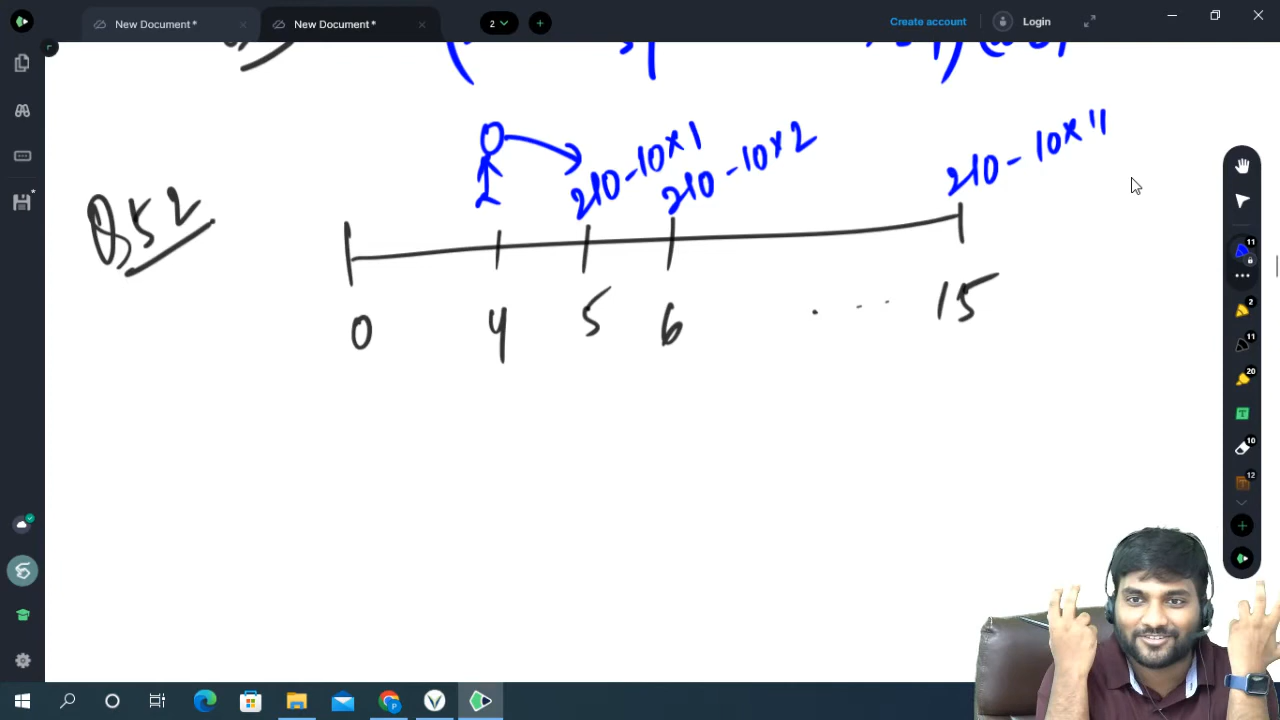 New Document*
New Document*
2
Create account
Login
210-10×1
210-10×2
210-10×11
Q52
0
4
5
6
....
15
11
2
11
20
T
10
12